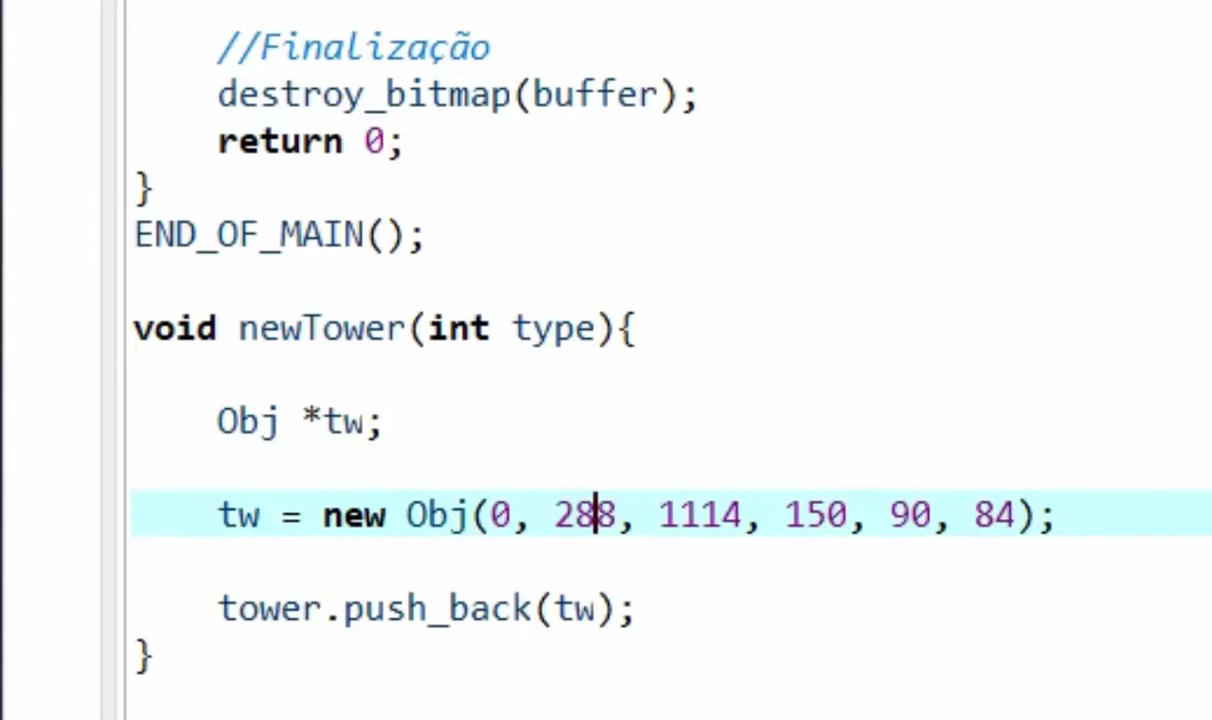 //Finalização
destroy_bitmap(buffer);
return 0;
}
END_OF_MAIN();
void newTower(int type){
Obj *tw;
tw = new Obj(0, 288, 1114, 150, 90, 84);
tower.push_back(tw);
}